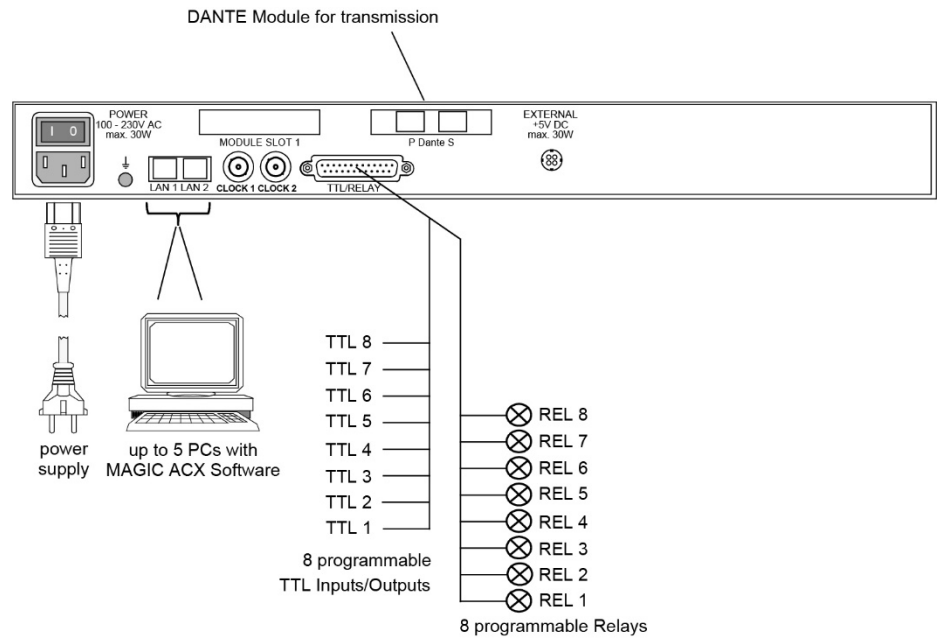 DANTE Module for transmission
POWER
100 - 230V AC
max. 30W
I 0
MODULE SLOT 1
P Dante S
EXTERNAL
+5V DC
max. 30W
LAN 1 LAN 2
CLOCK 1 CLOCK 2
TTL/RELAY
power
supply
up to 5 PCs with
MAGIC ACX Software
TTL 8
TTL 7
TTL 6
TTL 5
TTL 4
TTL 3
TTL 2
TTL 1
8 programmable
TTL Inputs/Outputs
REL 8
REL 7
REL 6
REL 5
REL 4
REL 3
REL 2
REL 1
8 programmable Relays